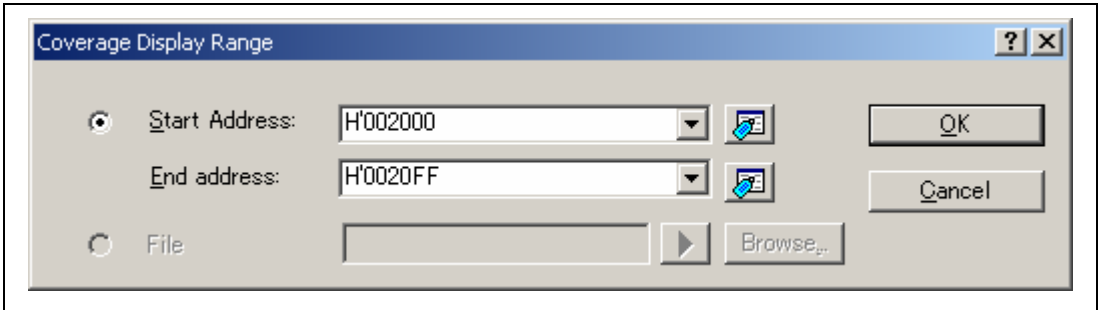 Coverage Display Range
Start Address: H'002000 OK
End address: H'0020FF Cancel
File Browse...